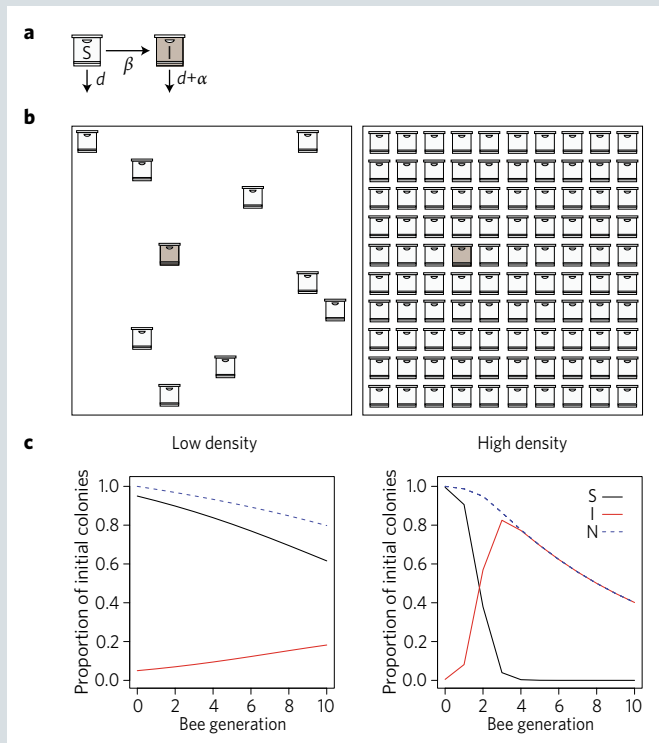 a
S
I
β
d
d+α
b
c
Low density
High density
Proportion of initial colonies
1.0
0.8
0.6
0.4
0.2
0.0
0 2 4 6 8 10
Bee generation
Proportion of initial colonies
1.0
0.8
0.6
0.4
0.2
0.0
S
I
N
0 2 4 6 8 10
Bee generation